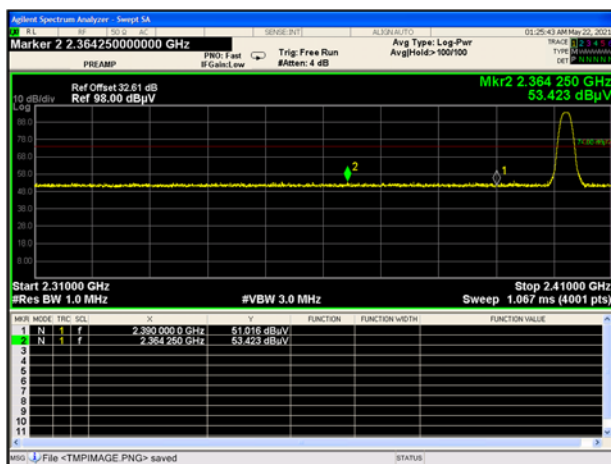 Agilent Spectrum Analyzer - Swept SA
RL RF 50 Ω AC SENSE:INT ALIGN AUTO 01:25:43 AM May 22, 2021
Marker 2 2.364250000000 GHz
PREAMP
PNO: Fast
IFGain:Low
Trig: Free Run
#Atten: 4 dB
Avg Type: Log-Pwr
Avg|Hold:>100/100
TRACE 1 2 3 4 5 6
TYPE
DET P N N N N N
Mkr2 2.364 250 GHz
53.423 dBµV
Ref Offset 32.61 dB
Ref 98.00 dBµV
10 dB/div
Log
88.0
78.0
68.0
58.0
48.0
38.0
28.0
18.0
8.00
2
1
Start 2.31000 GHz
Stop 2.41000 GHz
#Res BW 1.0 MHz
#VBW 3.0 MHz
Sweep 1.067 ms (4001 pts)
MKR MODE TRC SCL X Y FUNCTION FUNCTION WIDTH FUNCTION VALUE
1 N 1 f 2.390 000 0 GHz 51.016 dBµV
2 N 1 f 2.364 250 GHz 53.423 dBµV
3
4
5
6
7
8
9
10
11
MSG File <TMPIMAGE.PNG> saved STATUS